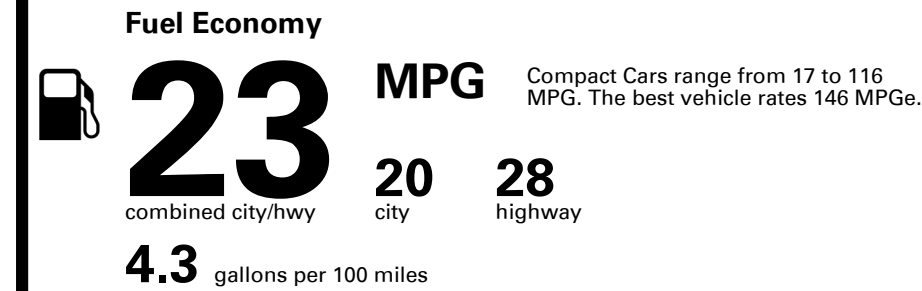 Fuel Economy
23
MPG
Compact Cars range from 17 to 116
MPG. The best vehicle rates 146 MPGe.
combined city/hwy
20
city
28
highway
4.3 gallons per 100 miles